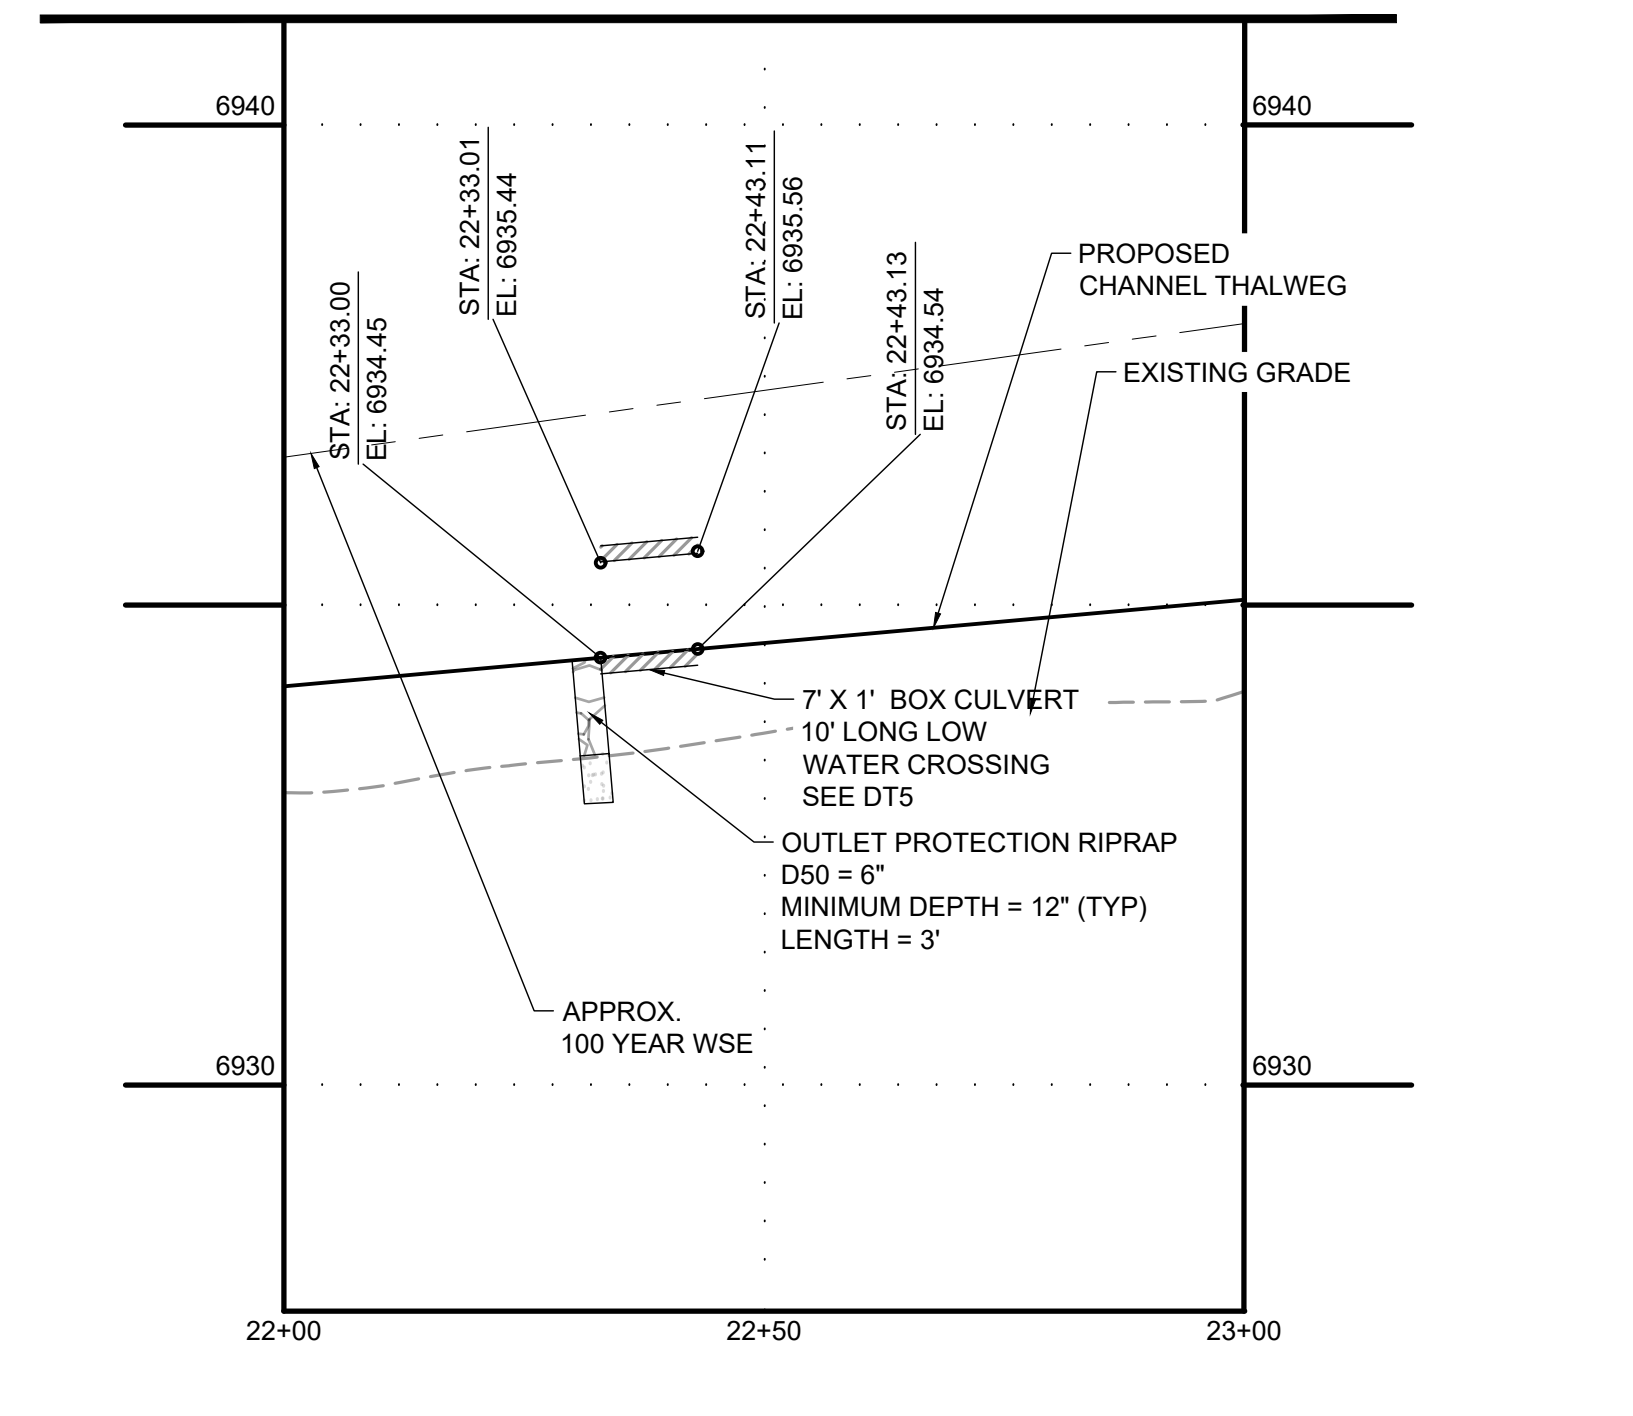 6940
6940
STA: 22+33.01
EL: 6935.44
STA: 22+43.11
EL: 6935.56
STA: 22+33.00
EL: 6934.45
STA: 22+43.13
EL: 6934.54
PROPOSED
CHANNEL THALWEG
EXISTING GRADE
7' X 1' BOX CULVERT
10' LONG LOW
WATER CROSSING
SEE DT5
OUTLET PROTECTION RIPRAP
D50 = 6"
MINIMUM DEPTH = 12" (TYP)
LENGTH = 3'
APPROX.
100 YEAR WSE
6930
6930
22+00
22+50
23+00